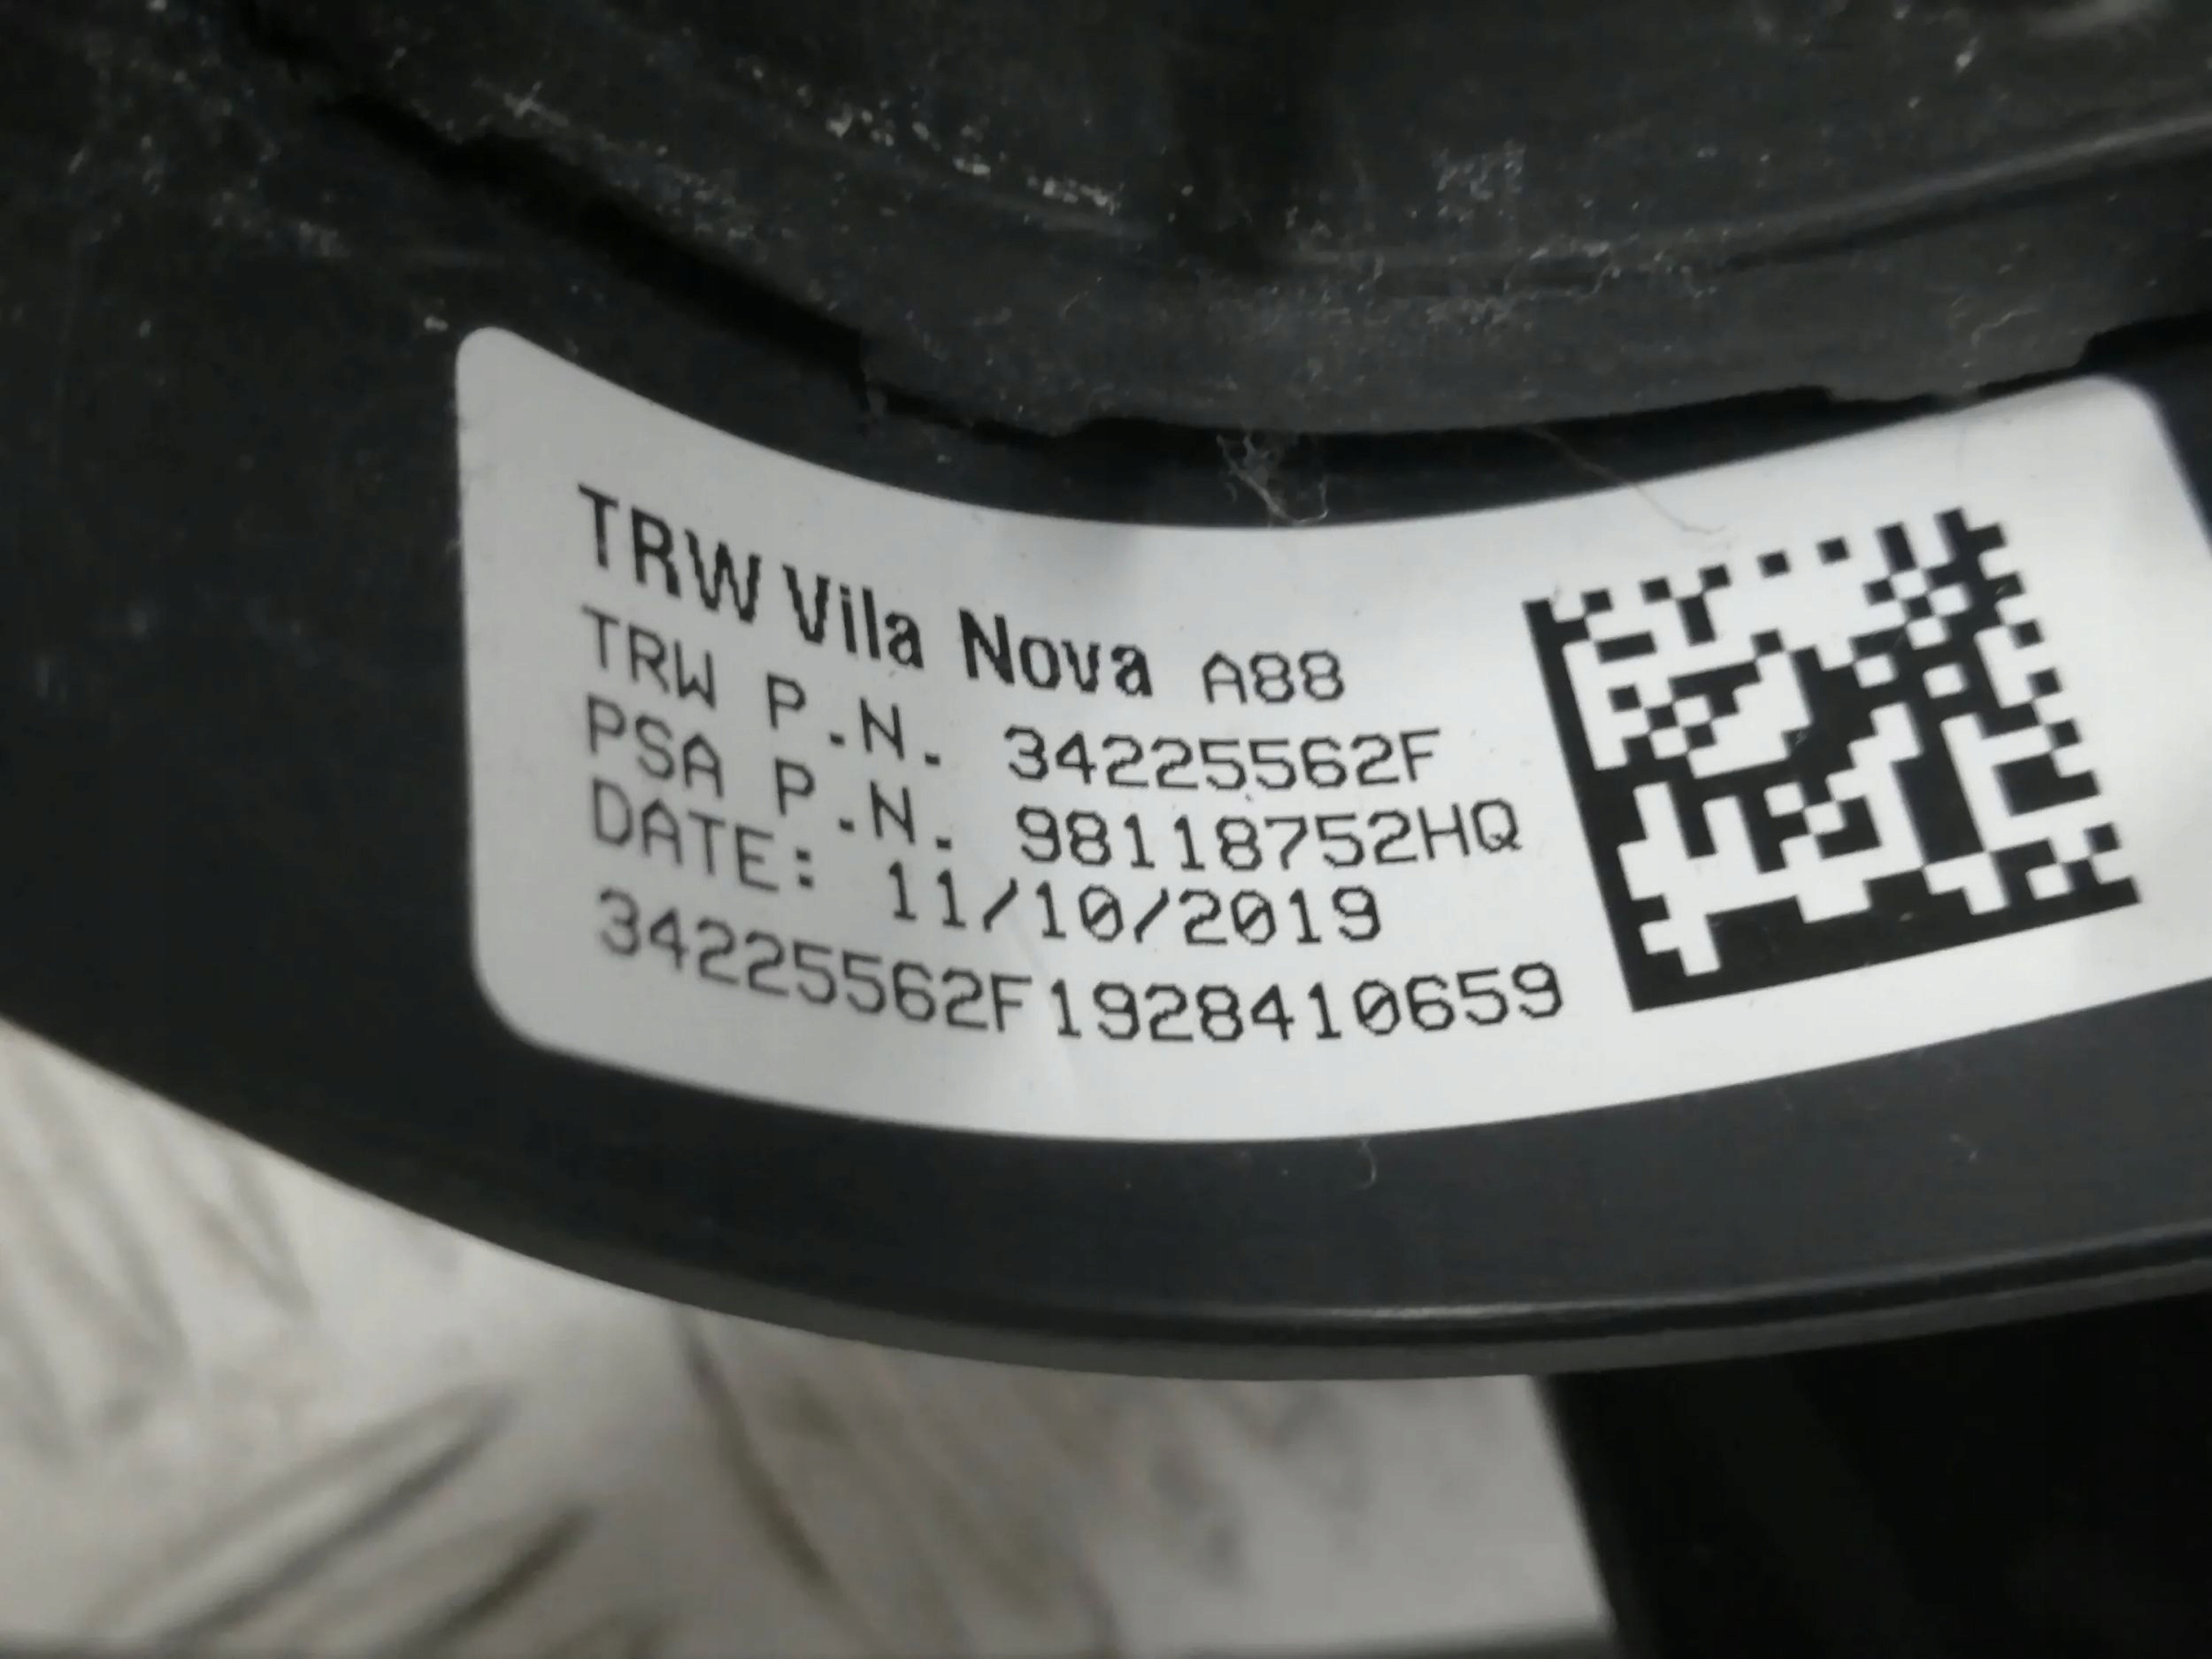 TRW Vila Nova A88
TRW P.N. 34225562F
PSA P.N. 98118752HQ
DATE: 11/10/2019
34225562F1928410659